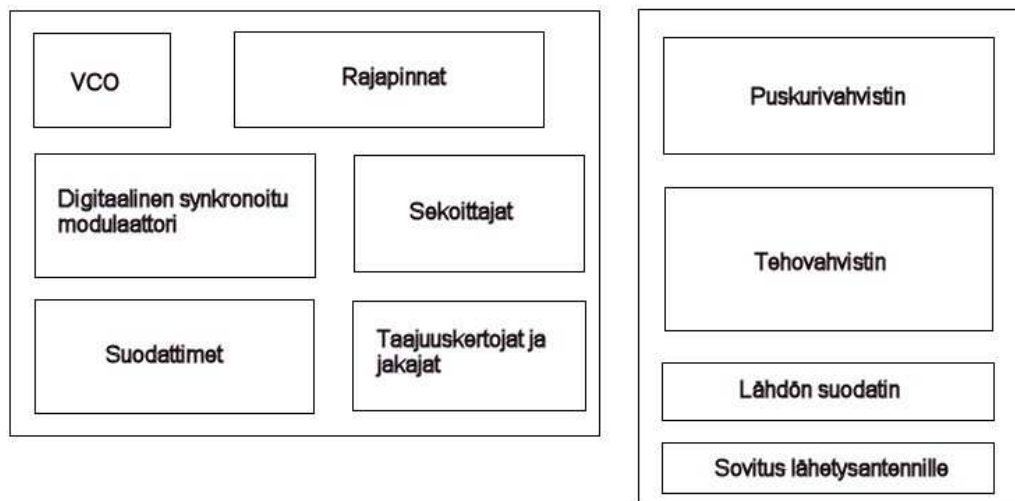 VCO
Rajapinnat
Digitaalinen synkronoitu
modulaattori
Sekoittajat
Suodattimet
Taajuuskertojat ja
jakajat
Puskurivahvistin
Tehovahvistin
Lähdön suodatin
Sovitus lähetysantennille